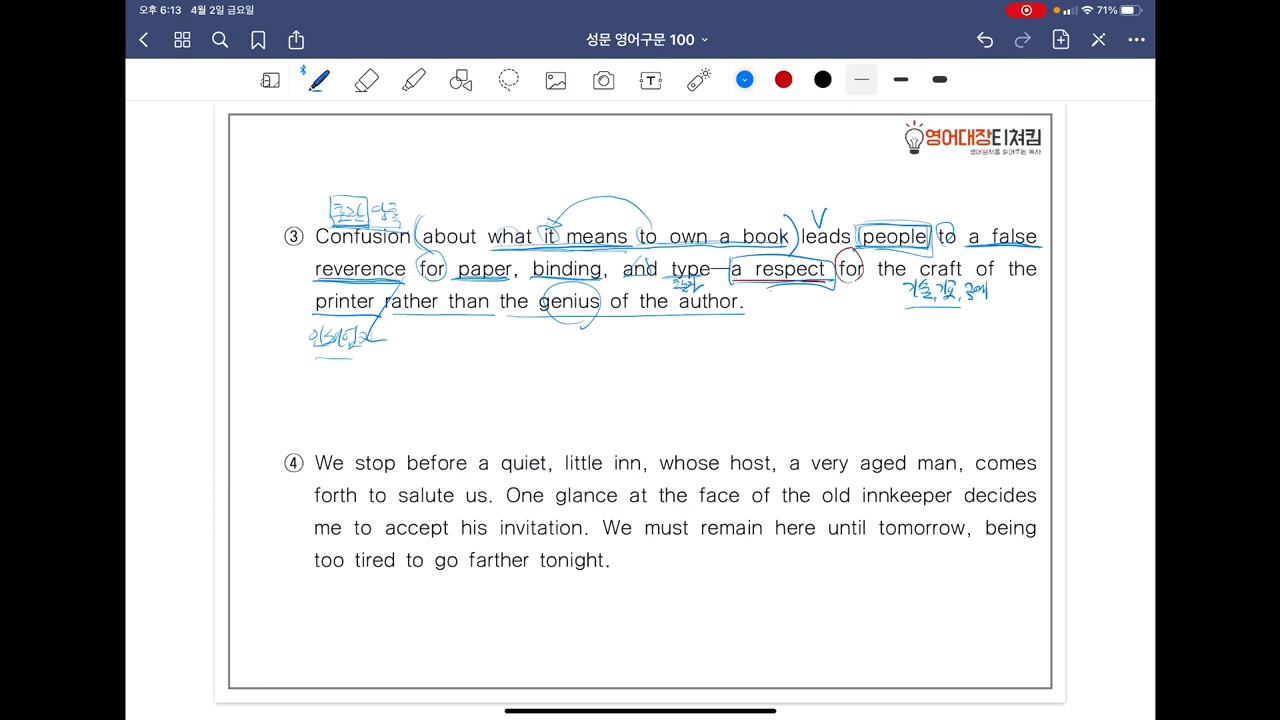 오후 6:13 4월 2일 금요일
71%
성문 영어구문 100
영어대장티쳐킴
혼란
③ Confusion about what it means to own a book leads people to a false
V
reverence for paper, binding, and type—a respect for the craft of the
기술, 기교, 공예
printer rather than the genius of the author.
인쇄업자
④ We stop before a quiet, little inn, whose host, a very aged man, comes
forth to salute us. One glance at the face of the old innkeeper decides
me to accept his invitation. We must remain here until tomorrow, being
too tired to go farther tonight.